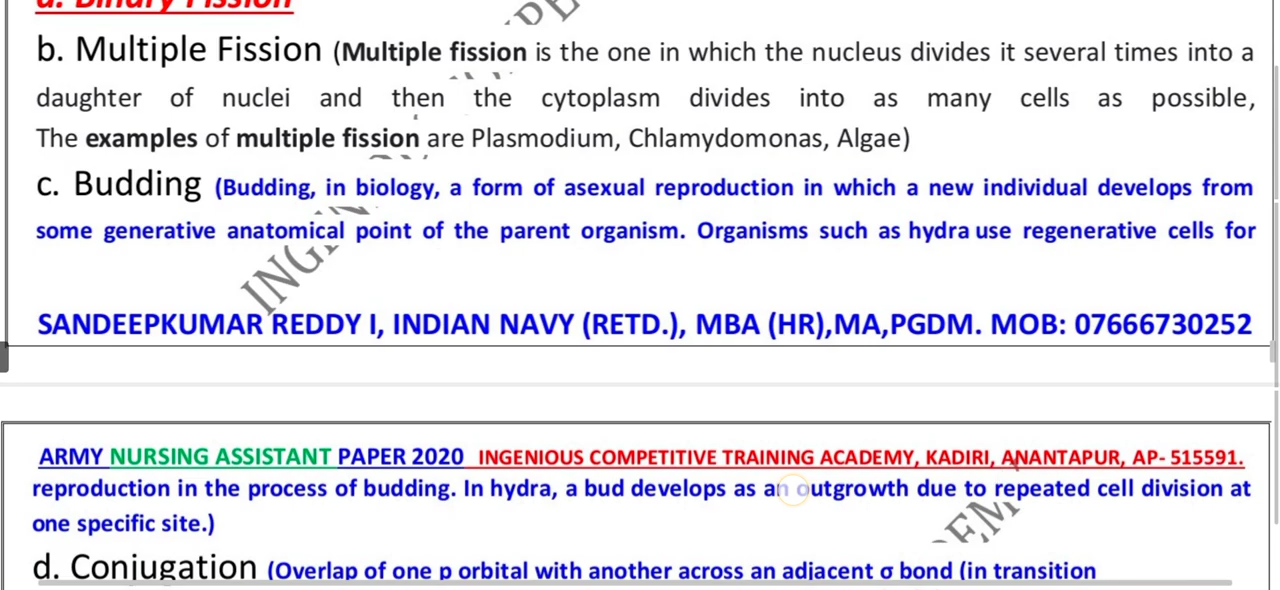 a. Binary Fission
b. Multiple Fission (Multiple fission is the one in which the nucleus divides it several times into a
daughter of nuclei and then the cytoplasm divides into as many cells as possible,
The examples of multiple fission are Plasmodium, Chlamydomonas, Algae)
c. Budding (Budding, in biology, a form of asexual reproduction in which a new individual develops from
some generative anatomical point of the parent organism. Organisms such as hydra use regenerative cells for
SANDEEPKUMAR REDDY I, INDIAN NAVY (RETD.), MBA (HR),MA,PGDM. MOB: 07666730252
ARMY NURSING ASSISTANT PAPER 2020 INGENIOUS COMPETITIVE TRAINING ACADEMY, KADIRI, ANANTAPUR, AP- 515591.
reproduction in the process of budding. In hydra, a bud develops as an outgrowth due to repeated cell division at
one specific site.)
d. Conjugation (Overlap of one p orbital with another across an adjacent σ bond (in transition